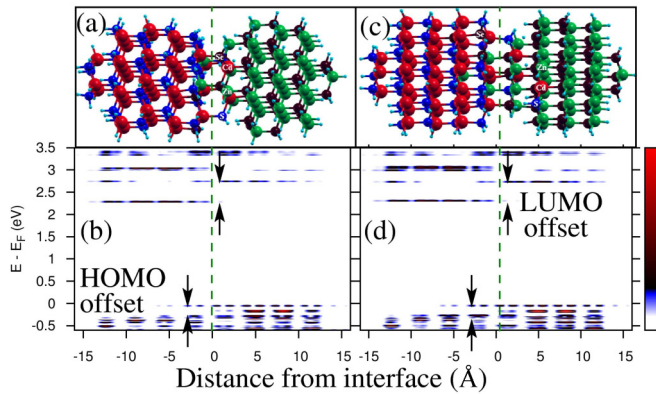 (a)
(c)
Se
Cd
Zn
S
Se
Zn
Cd
S
3.5
3
2.5
2
1.5
1
0.5
0
-0.5
E - E_F (eV)
(b)
(d)
HOMO
offset
LUMO
offset
-15 -10 -5 0 5 10 15
-15 -10 -5 0 5 10 15
Distance from interface (Å)